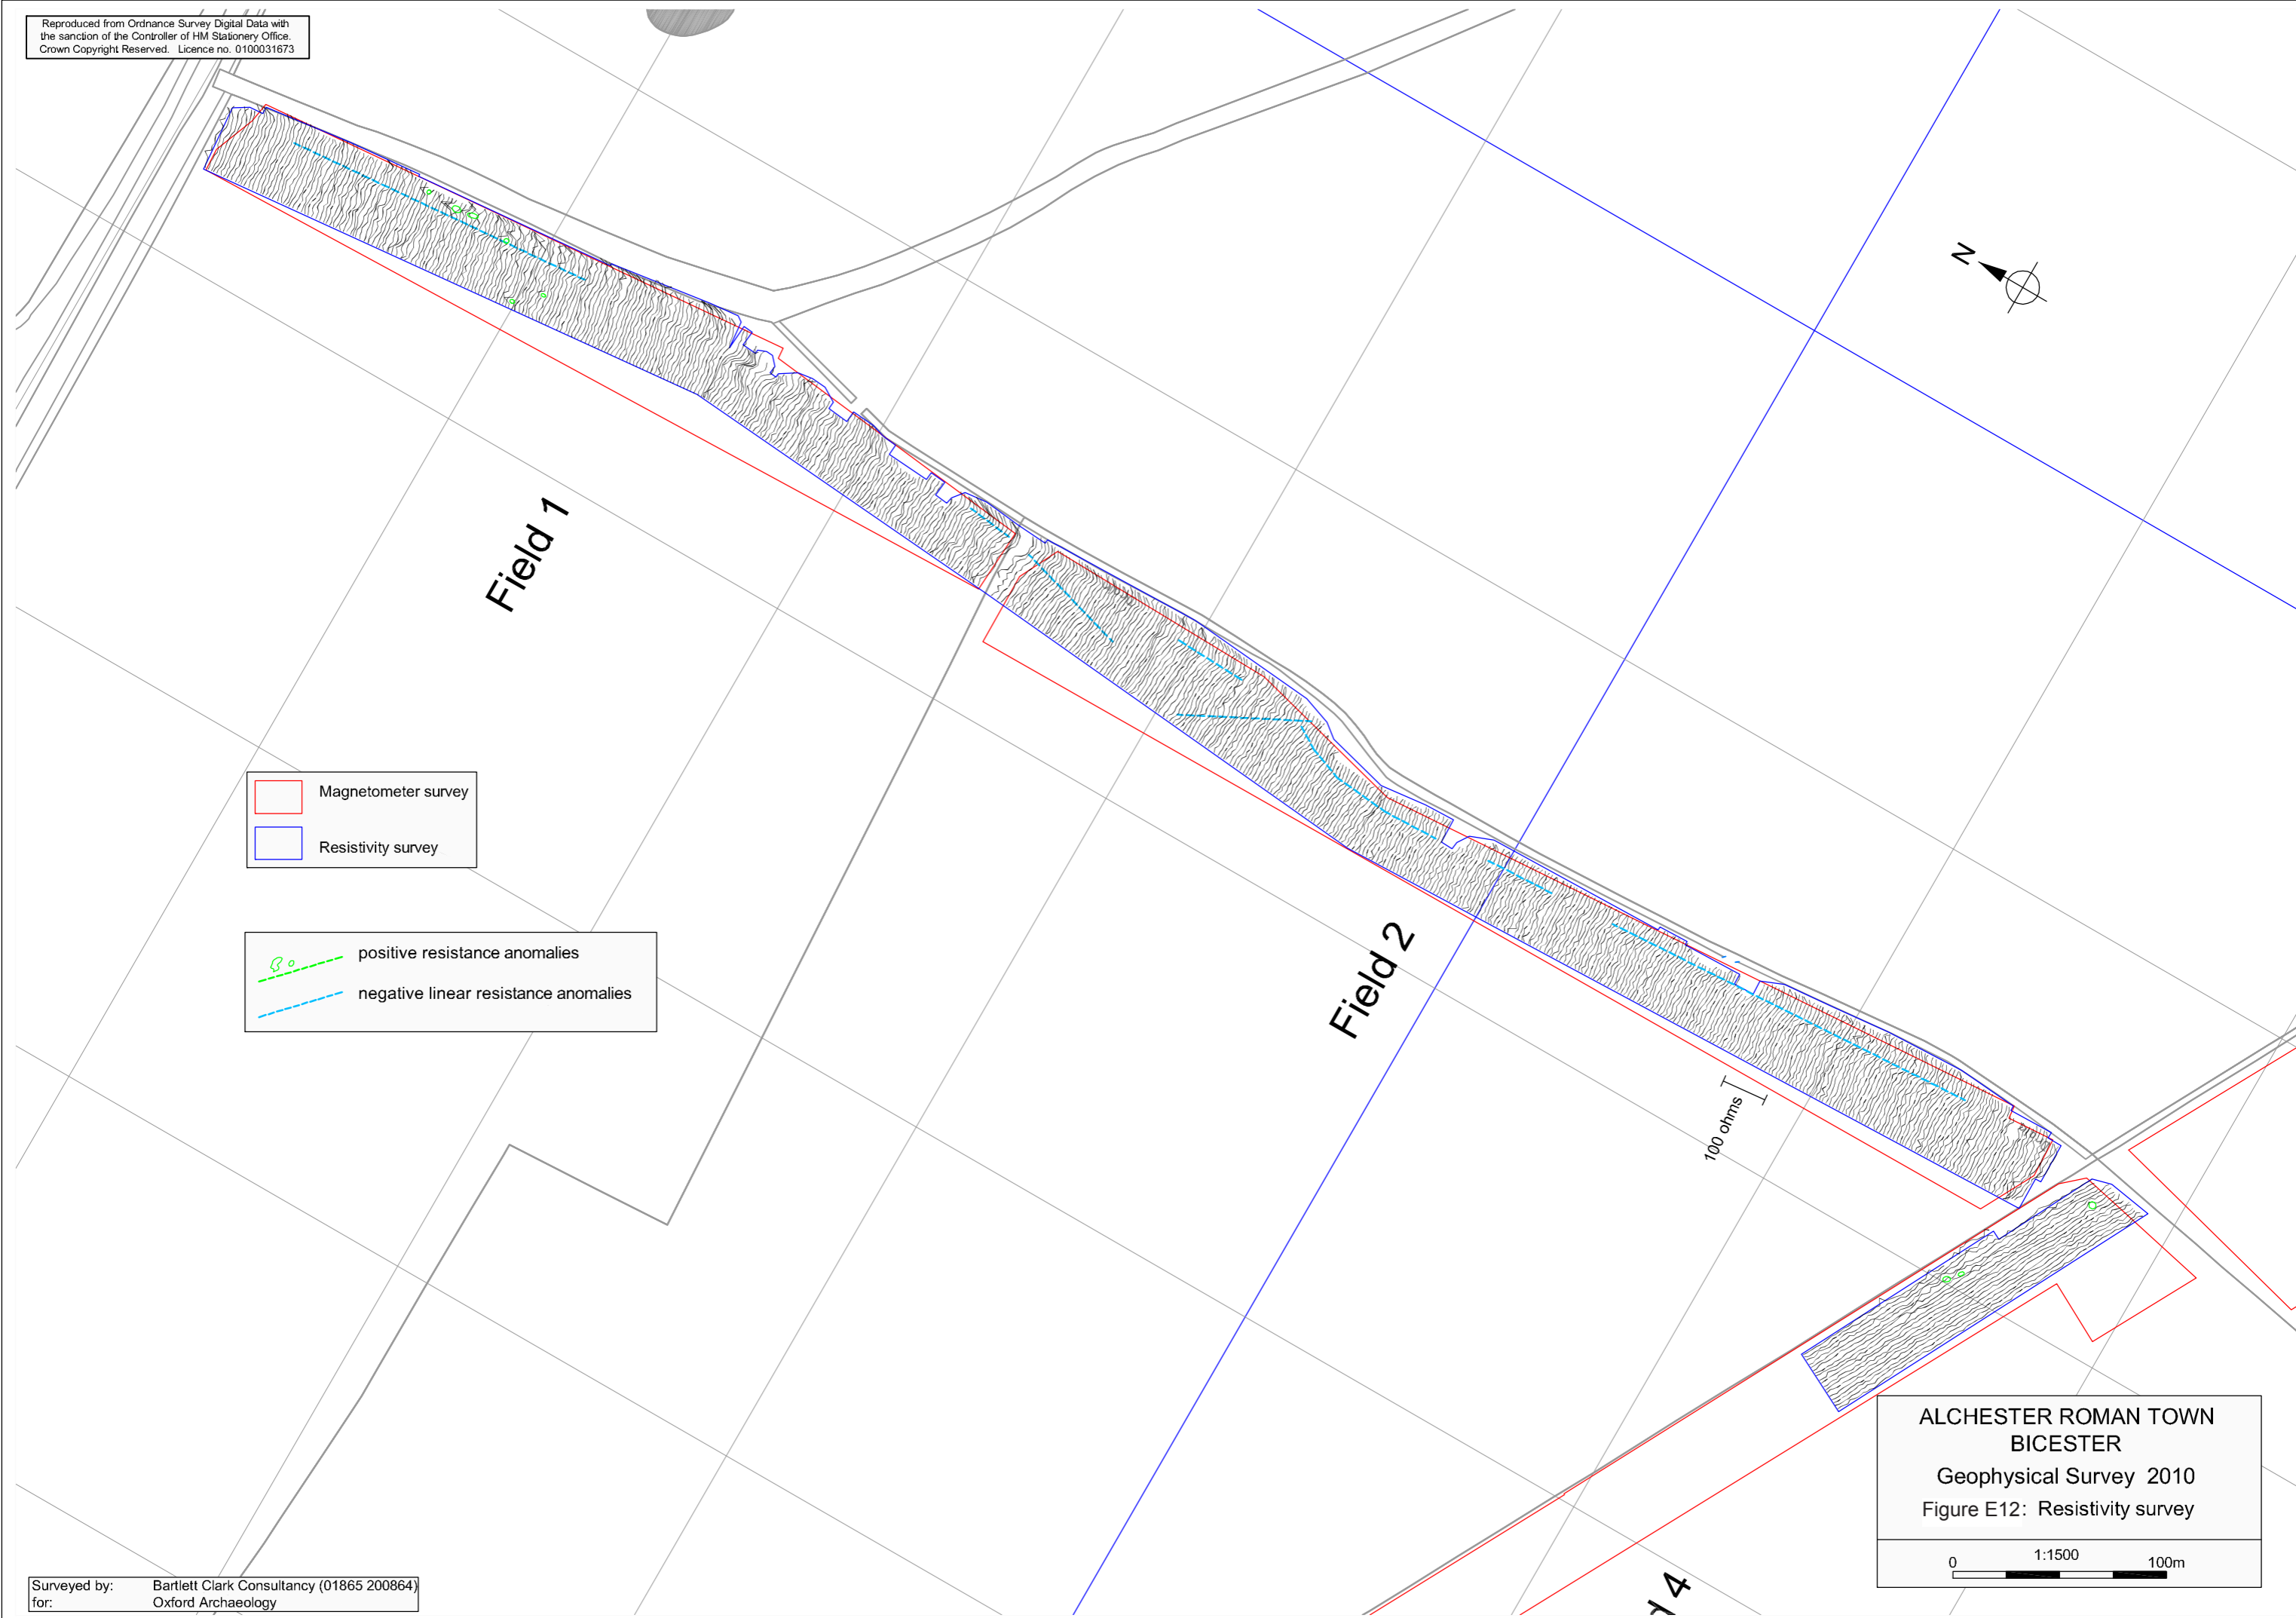 Reproduced from Ordnance Survey Digital Data with
the sanction of the Controller of HM Stationery Office.
Crown Copyright Reserved. Licence no. 0100031673
N
Field 1
Magnetometer survey
Resistivity survey
positive resistance anomalies
negative linear resistance anomalies
Field 2
100 ohms
d 4
ALCHESTER ROMAN TOWN
BICESTER
Geophysical Survey 2010
Figure E12: Resistivity survey
1:1500
0 100m
Surveyed by: Bartlett Clark Consultancy (01865 200864)
for: Oxford Archaeology